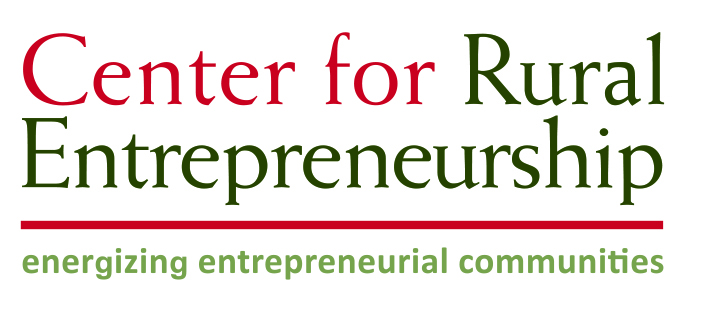 Center for Rural
Entrepreneurship
energizing entrepreneurial communities